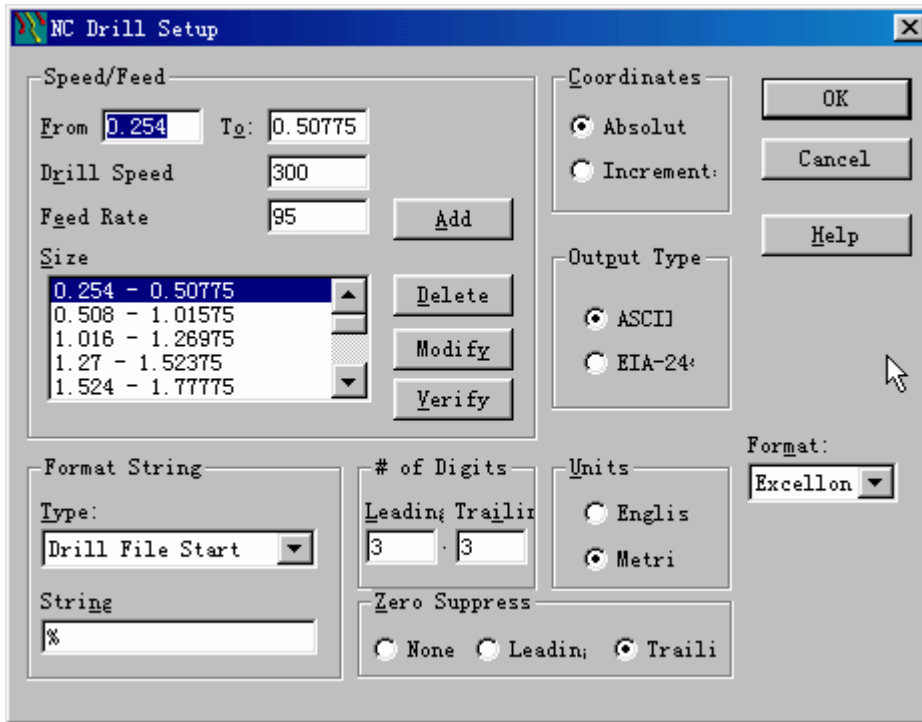 NC Drill Setup
Speed/Feed
From 0.254 To: 0.50775
Drill Speed 300
Feed Rate 95
Add
Size
0.254 - 0.50775
0.508 - 1.01575
1.016 - 1.26975
1.27 - 1.52375
1.524 - 1.77775
Delete
Modify
Verify
Coordinates
Absolut
Increment
OK
Cancel
Help
Output Type
ASCII
EIA-24
Format:
Excellon
Format String
Type:
Drill File Start
String
%
# of Digits
Leading Trailin
3 . 3
Units
Englis
Metri
Zero Suppress
None Leadin Traili